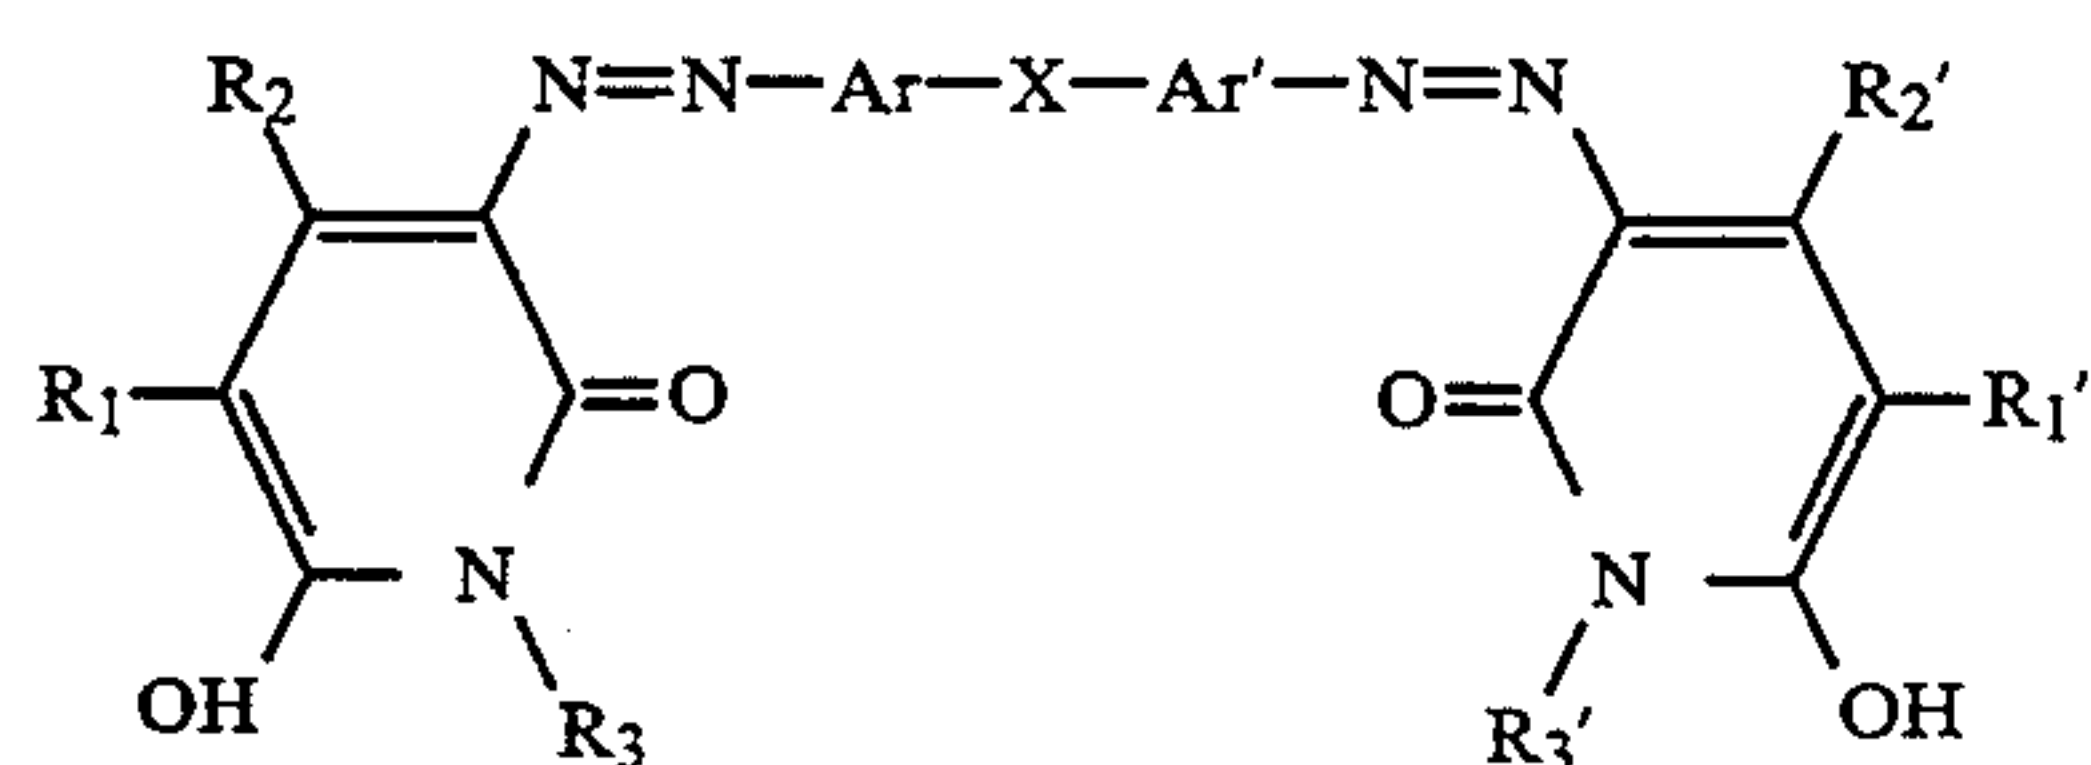 R2 N=N—Ar—X—Ar'—N=N R2'
R1 =O O= R1'
N N
OH R3 R3' OH